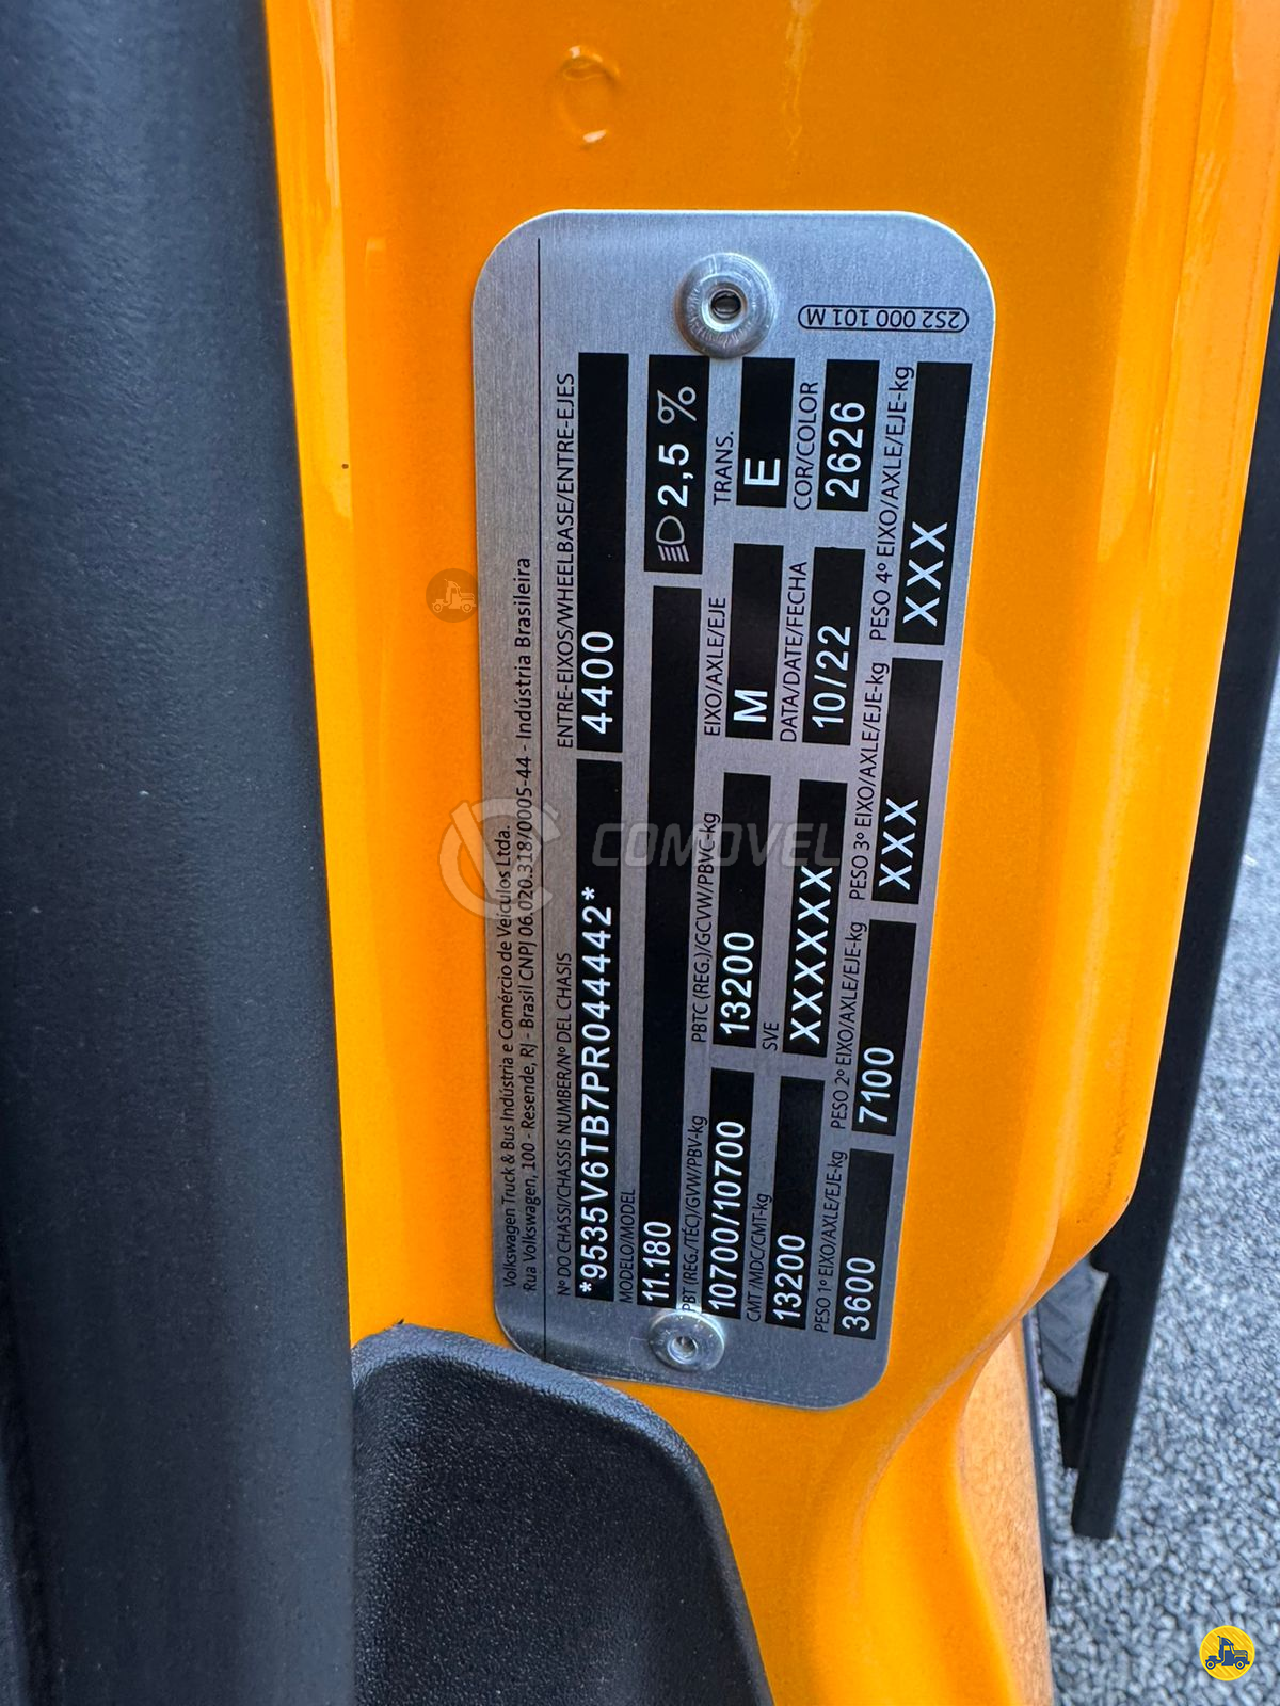 Volkswagen Truck & Bus Indústria e Comércio de Veículos Ltda.
Rua Volkswagen, 100 - Resende, RJ - Brasil CNPJ 06.020.318/0005-44 - Indústria Brasileira
Nº DO CHASSI/CHASSIS NUMBER/Nº DEL CHASIS
*9535V6TB7PR044442*
ENTRE-EIXOS/WHEELBASE/ENTRE-EJES
4400
MODELO/MODEL
11.180
2,5 %
PBT (REG./TÉC)/GVW/PBV-kg
10700/10700
PBTC (REG.)/GCVW/PBVC-kg
13200
EIXO/AXLE/EJE
M
TRANS.
E
CMT/MDC/CMT-kg
13200
SVE
XXXXXX
DATA/DATE/FECHA
10/22
COR/COLOR
2626
PESO 1º EIXO/AXLE/EJE-kg
3600
PESO 2º EIXO/AXLE/EJE-kg
7100
PESO 3º EIXO/AXLE/EJE-kg
XXX
PESO 4º EIXO/AXLE/EJE-kg
XXX
2S2 000 101 M
COMOVEL